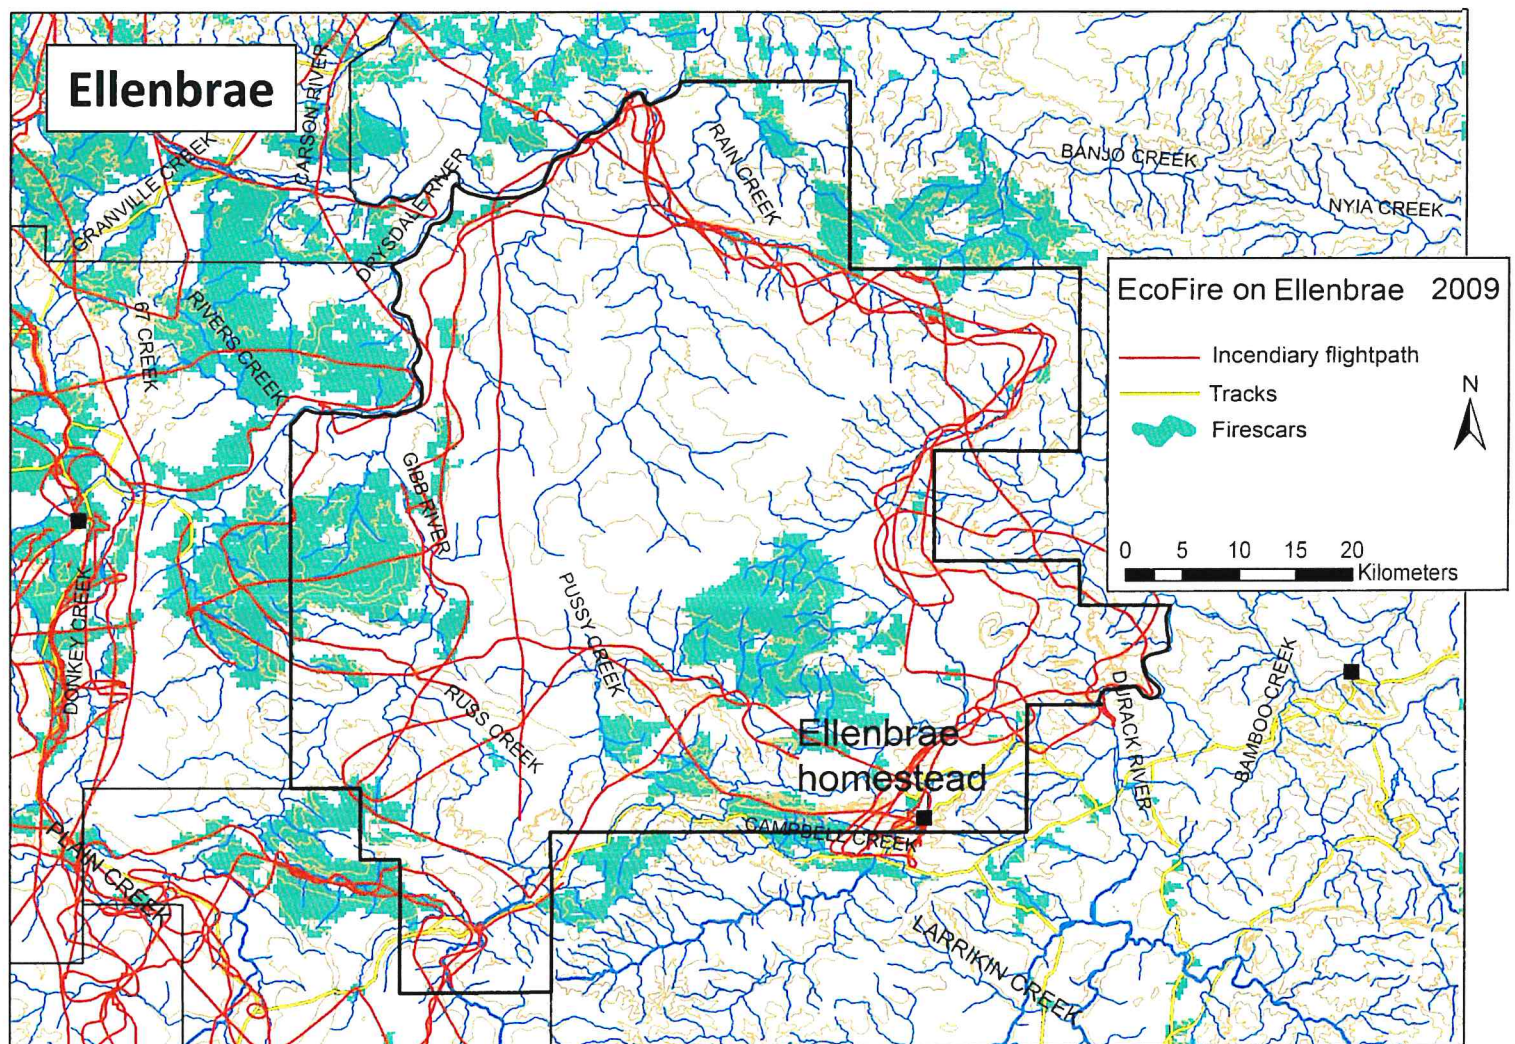 Ellenbrae
CARSON RIVER
GRANVILLE CREEK
DRYSDALE RIVER
RAIN CREEK
BANJO CREEK
NYIA CREEK
67 CREEK
RIVERS CREEK
EcoFire on Ellenbrae 2009
Incendiary flightpath
Tracks
Firescars
N
0 5 10 15 20
Kilometers
GIBB RIVER
DONKEY CREEK
PUSSY CREEK
RUSS CREEK
Ellenbrae
homestead
DURACK RIVER
BAMBOO CREEK
CAMPBELL CREEK
PLAIN CREEK
LARRIKIN CREEK